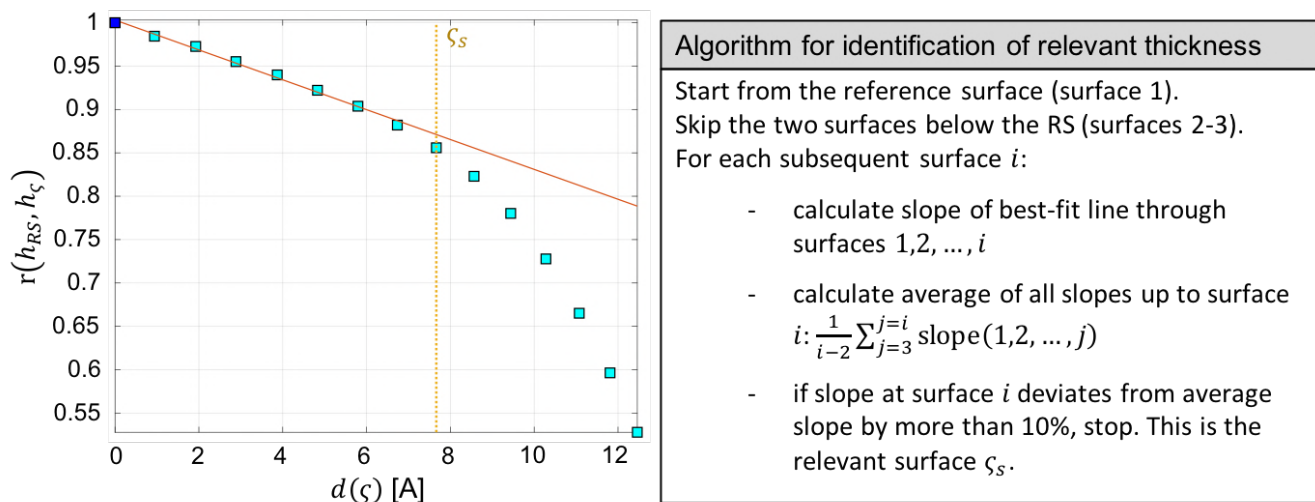 1
0.95
0.9
0.85
0.8
0.75
0.7
0.65
0.6
0.55
r(h_{RS}, h_ς)
ς_s
0 2 4 6 8 10 12
d(ς) [A]
Algorithm for identification of relevant thickness
Start from the reference surface (surface 1).
Skip the two surfaces below the RS (surfaces 2-3).
For each subsequent surface i:
- calculate slope of best-fit line through
surfaces 1,2, ..., i
- calculate average of all slopes up to surface
i: \frac{1}{i-2} \sum_{j=3}^{j=i} slope(1,2, ..., j)
- if slope at surface i deviates from average
slope by more than 10%, stop. This is the
relevant surface ς_s.